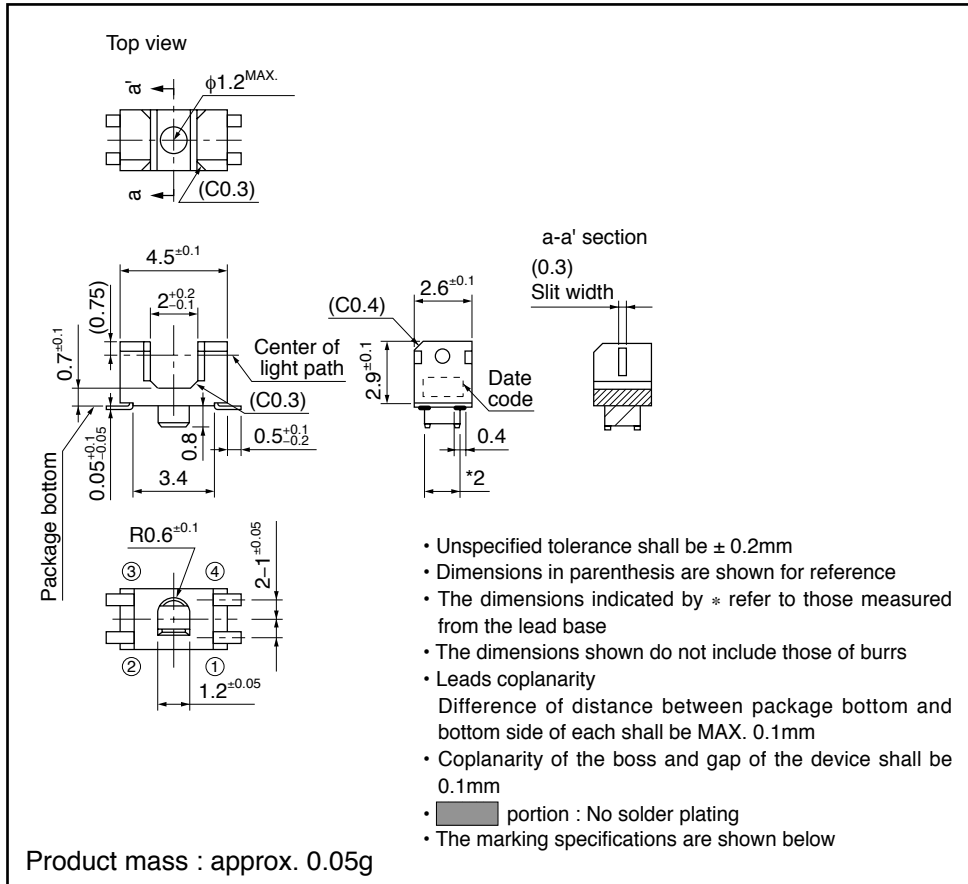 Top view
a'
ϕ1.2MAX.
a
(C0.3)
a-a' section
(0.3)
Slit width
4.5±0.1
2+0.2−0.1
(0.75)
0.7±0.1
Center of
light path
(C0.3)
0.05+0.1−0.05
0.8
0.5+0.1−0.2
3.4
Package bottom
2.6±0.1
(C0.4)
2.9±0.1
Date
code
0.4
*2
R0.6±0.1
2−1±0.05
③
④
②
①
1.2±0.05
• Unspecified tolerance shall be ± 0.2mm
• Dimensions in parenthesis are shown for reference
• The dimensions indicated by * refer to those measured
from the lead base
• The dimensions shown do not include those of burrs
• Leads coplanarity
Difference of distance between package bottom and
bottom side of each shall be MAX. 0.1mm
• Coplanarity of the boss and gap of the device shall be
0.1mm
• portion : No solder plating
• The marking specifications are shown below
Product mass : approx. 0.05g